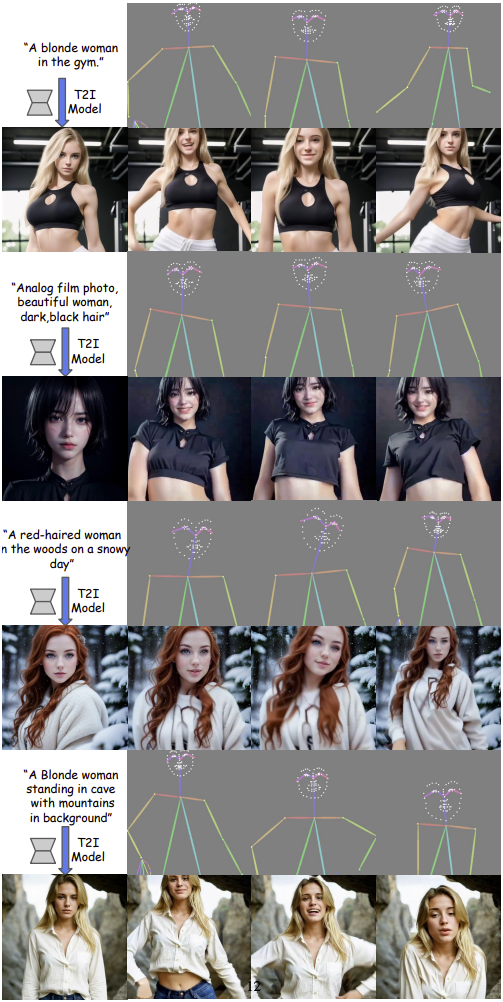 “A blonde woman
in the gym.”
T2I
Model
“Analog film photo,
beautiful woman,
dark,black hair”
T2I
Model
“A red-haired woman
n the woods on a snowy
day”
T2I
Model
“A Blonde woman
standing in cave
with mountains
in background”
T2I
Model
12